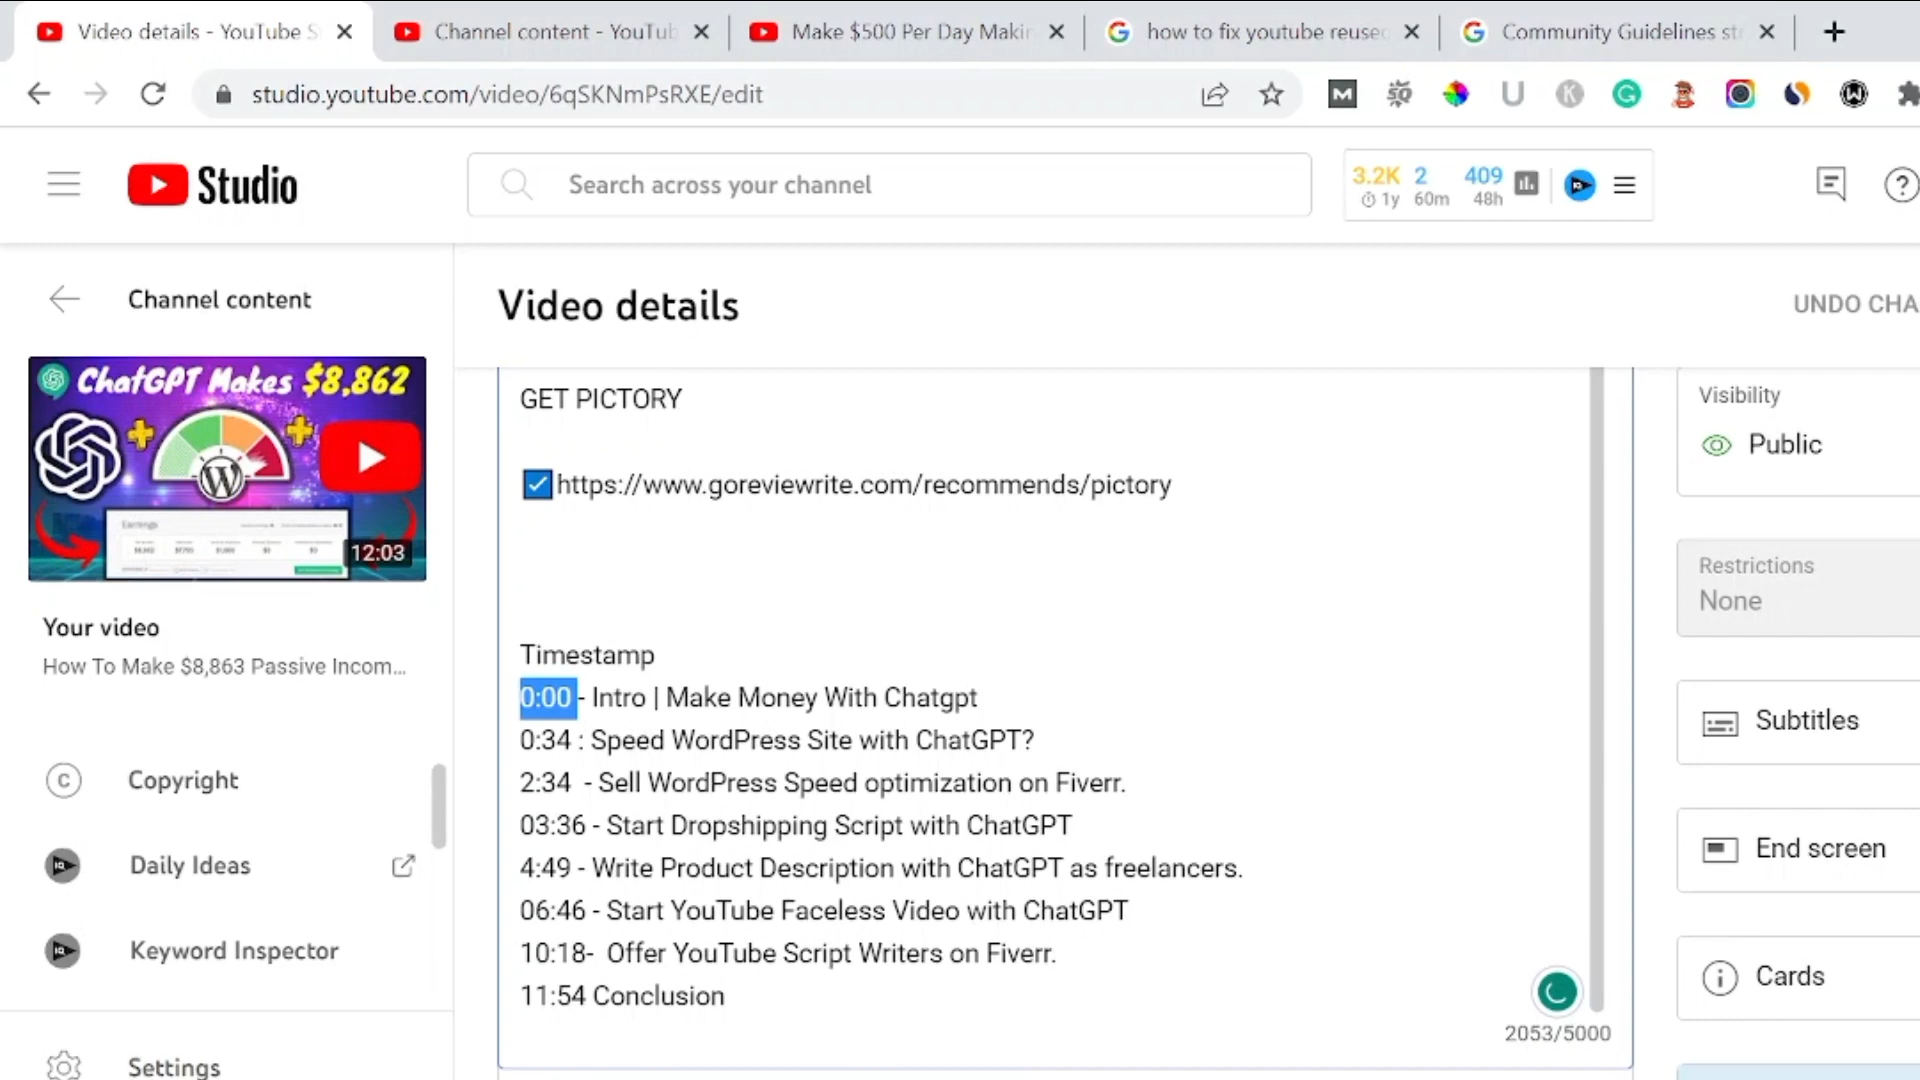 Video details - YouTube S
Channel content - YouTub
Make $500 Per Day Makin
how to fix youtube reused
Community Guidelines str
studio.youtube.com/video/6qSKNmPsRXE/edit
Studio
Search across your channel
3.2K 2 409
1y 60m 48h
Channel content
Video details
UNDO CHA
ChatGPT Makes $8,862
Earnings
12:03
Your video
How To Make $8,863 Passive Incom...
Copyright
Daily Ideas
Keyword Inspector
Settings
GET PICTORY
https://www.goreviewrite.com/recommends/pictory
Timestamp
0:00 - Intro | Make Money With Chatgpt
0:34 : Speed WordPress Site with ChatGPT?
2:34  - Sell WordPress Speed optimization on Fiverr.
03:36 - Start Dropshipping Script with ChatGPT
4:49 - Write Product Description with ChatGPT as freelancers.
06:46 - Start YouTube Faceless Video with ChatGPT
10:18-  Offer YouTube Script Writers on Fiverr.
11:54 Conclusion
2053/5000
Visibility
Public
Restrictions
None
Subtitles
End screen
Cards